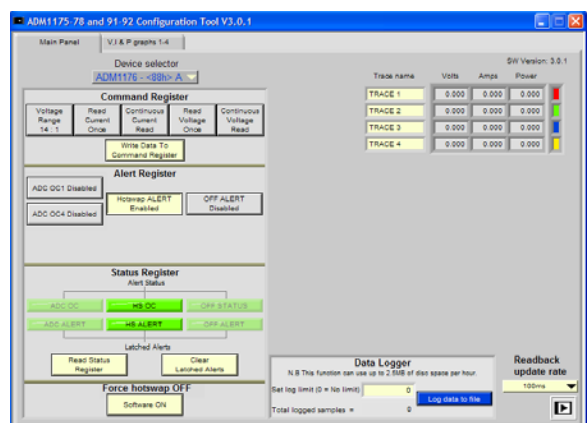 ADM1175-78 and 91-92 Configuration Tool V3.0.1
Main Panel
V,I & P graphs 1-4
Device selector
ADM1176 - <88h> A
SW Version: 3.0.1
Trace name Volts Amps Power
TRACE 1 0.000 0.000 0.000
TRACE 2 0.000 0.000 0.000
TRACE 3 0.000 0.000 0.000
TRACE 4 0.000 0.000 0.000
Command Register
Voltage Range 14 : 1
Read Current Once
Continuous Current Read
Read Voltage Once
Continuous Voltage Read
Write Data To
Command Register
Alert Register
ADC OC1 Disabled
ADC OC4 Disabled
Hotswap ALERT
Enabled
OFF ALERT
Disabled
Status Register
Alert Status
ADC OC
HS OC
OFF STATUS
ADC ALERT
HS ALERT
OFF ALERT
Latched Alerts
Read Status
Register
Clear
Latched Alerts
Force hotswap OFF
Software ON
Data Logger
N.B This function can use up to 2.5MB of disc space per hour.
Set log limit (0 = No limit) 0
Log data to file
Total logged samples = 0
Readback
update rate
100ms